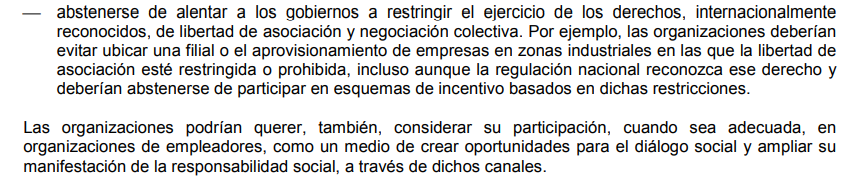 — abstenerse de alentar a los gobiernos a restringir el ejercicio de los derechos, internacionalmente
reconocidos, de libertad de asociación y negociación colectiva. Por ejemplo, las organizaciones deberían
evitar ubicar una filial o el aprovisionamiento de empresas en zonas industriales en las que la libertad de
asociación esté restringida o prohibida, incluso aunque la regulación nacional reconozca ese derecho y
deberían abstenerse de participar en esquemas de incentivo basados en dichas restricciones.
Las organizaciones podrían querer, también, considerar su participación, cuando sea adecuada, en
organizaciones de empleadores, como un medio de crear oportunidades para el diálogo social y ampliar su
manifestación de la responsabilidad social, a través de dichos canales.